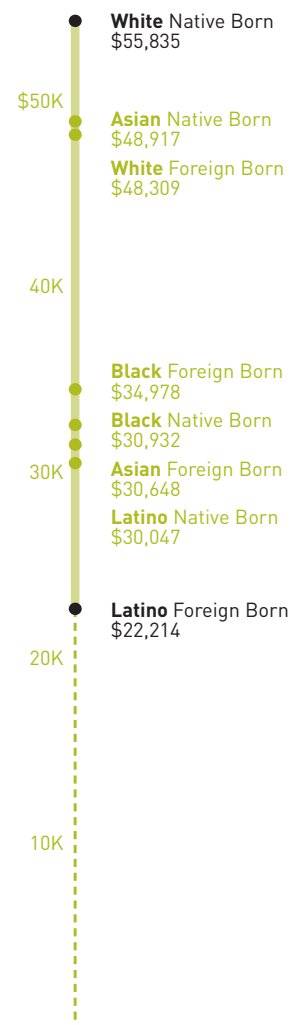 White Native Born
$55,835
$50K
Asian Native Born
$48,917
White Foreign Born
$48,309
40K
Black Foreign Born
$34,978
Black Native Born
$30,932
30K
Asian Foreign Born
$30,648
Latino Native Born
$30,047
Latino Foreign Born
$22,214
20K
10K